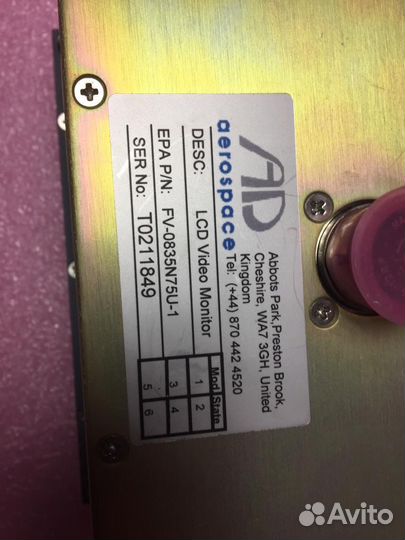 AD
aerospace
Abbots Park,Preston Brook,
Cheshire, WA7 3GH, United
Kingdom
Tel: (+44) 870 442 4520
DESC: LCD Video Monitor
EPA P/N: FV-0835N75U-1
SER No: T0211849
Mod State
1 2
3 4
5 6
Avito